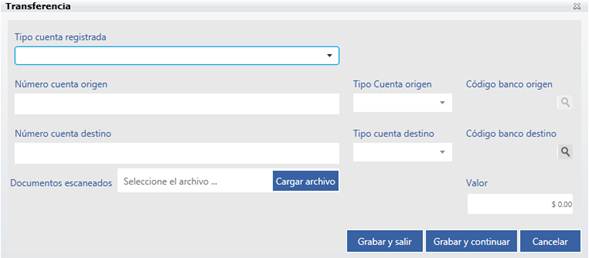 Transferencia
Tipo cuenta registrada
Número cuenta origen Tipo Cuenta origen Código banco origen
Número cuenta destino Tipo cuenta destino Código banco destino
Documentos escaneados Seleccione el archivo ... Cargar archivo Valor
$ 0.00
Grabar y salir Grabar y continuar Cancelar